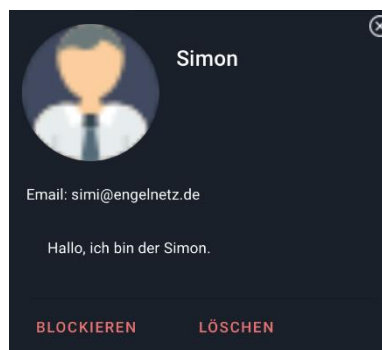 Simon
Email: simi@engelnetz.de
Hallo, ich bin der Simon.
BLOCKIEREN LÖSCHEN